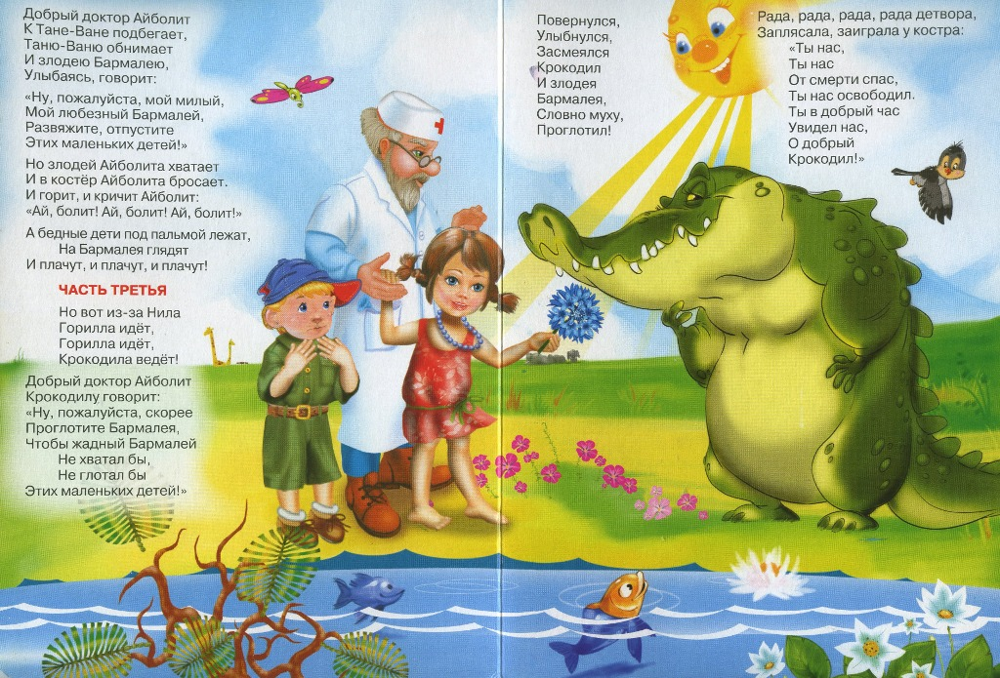 Добрый доктор Айболит
К Тане-Ване подбегает,
Таню-Ваню обнимает
И злодею Бармалею,
Улыбаясь, говорит:
«Ну, пожалуйста, мой милый,
Мой любезный Бармалей,
Развяжите, отпустите
Этих маленьких детей!»
Но злодей Айболита хватает
И в костёр Айболита бросает.
И горит, и кричит Айболит:
«Ай, болит! Ай, болит! Ай, болит!»
А бедные дети под пальмой лежат,
На Бармалея глядят
И плачут, и плачут, и плачут!
ЧАСТЬ ТРЕТЬЯ
Но вот из-за Нила
Горилла идёт,
Горилла идёт,
Крокодила ведёт!
Добрый доктор Айболит
Крокодилу говорит:
«Ну, пожалуйста, скорее
Проглотите Бармалея,
Чтобы жадный Бармалей
Не хватал бы,
Не глотал бы
Этих маленьких детей!»
Повернулся,
Улыбнулся,
Засмеялся
Крокодил
И злодея
Бармалея,
Словно муху,
Проглотил!
Рада, рада, рада, рада детвора,
Заплясала, заиграла у костра:
«Ты нас,
Ты нас
От смерти спас,
Ты нас освободил.
Ты в добрый час
Увидел нас,
О добрый
Крокодил!»